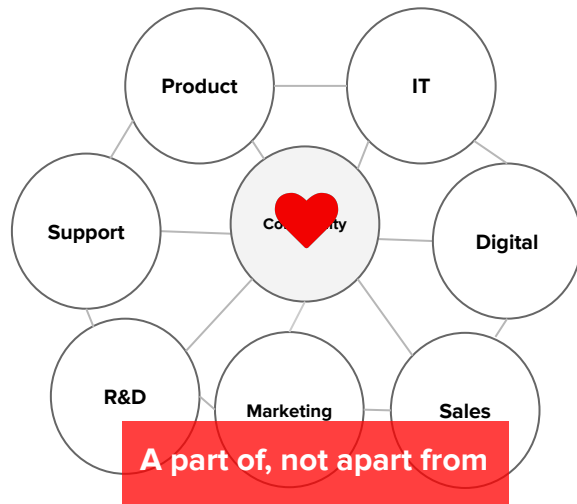 Product
IT
Support
Digital
R&D
Marketing
Sales
A part of, not apart from